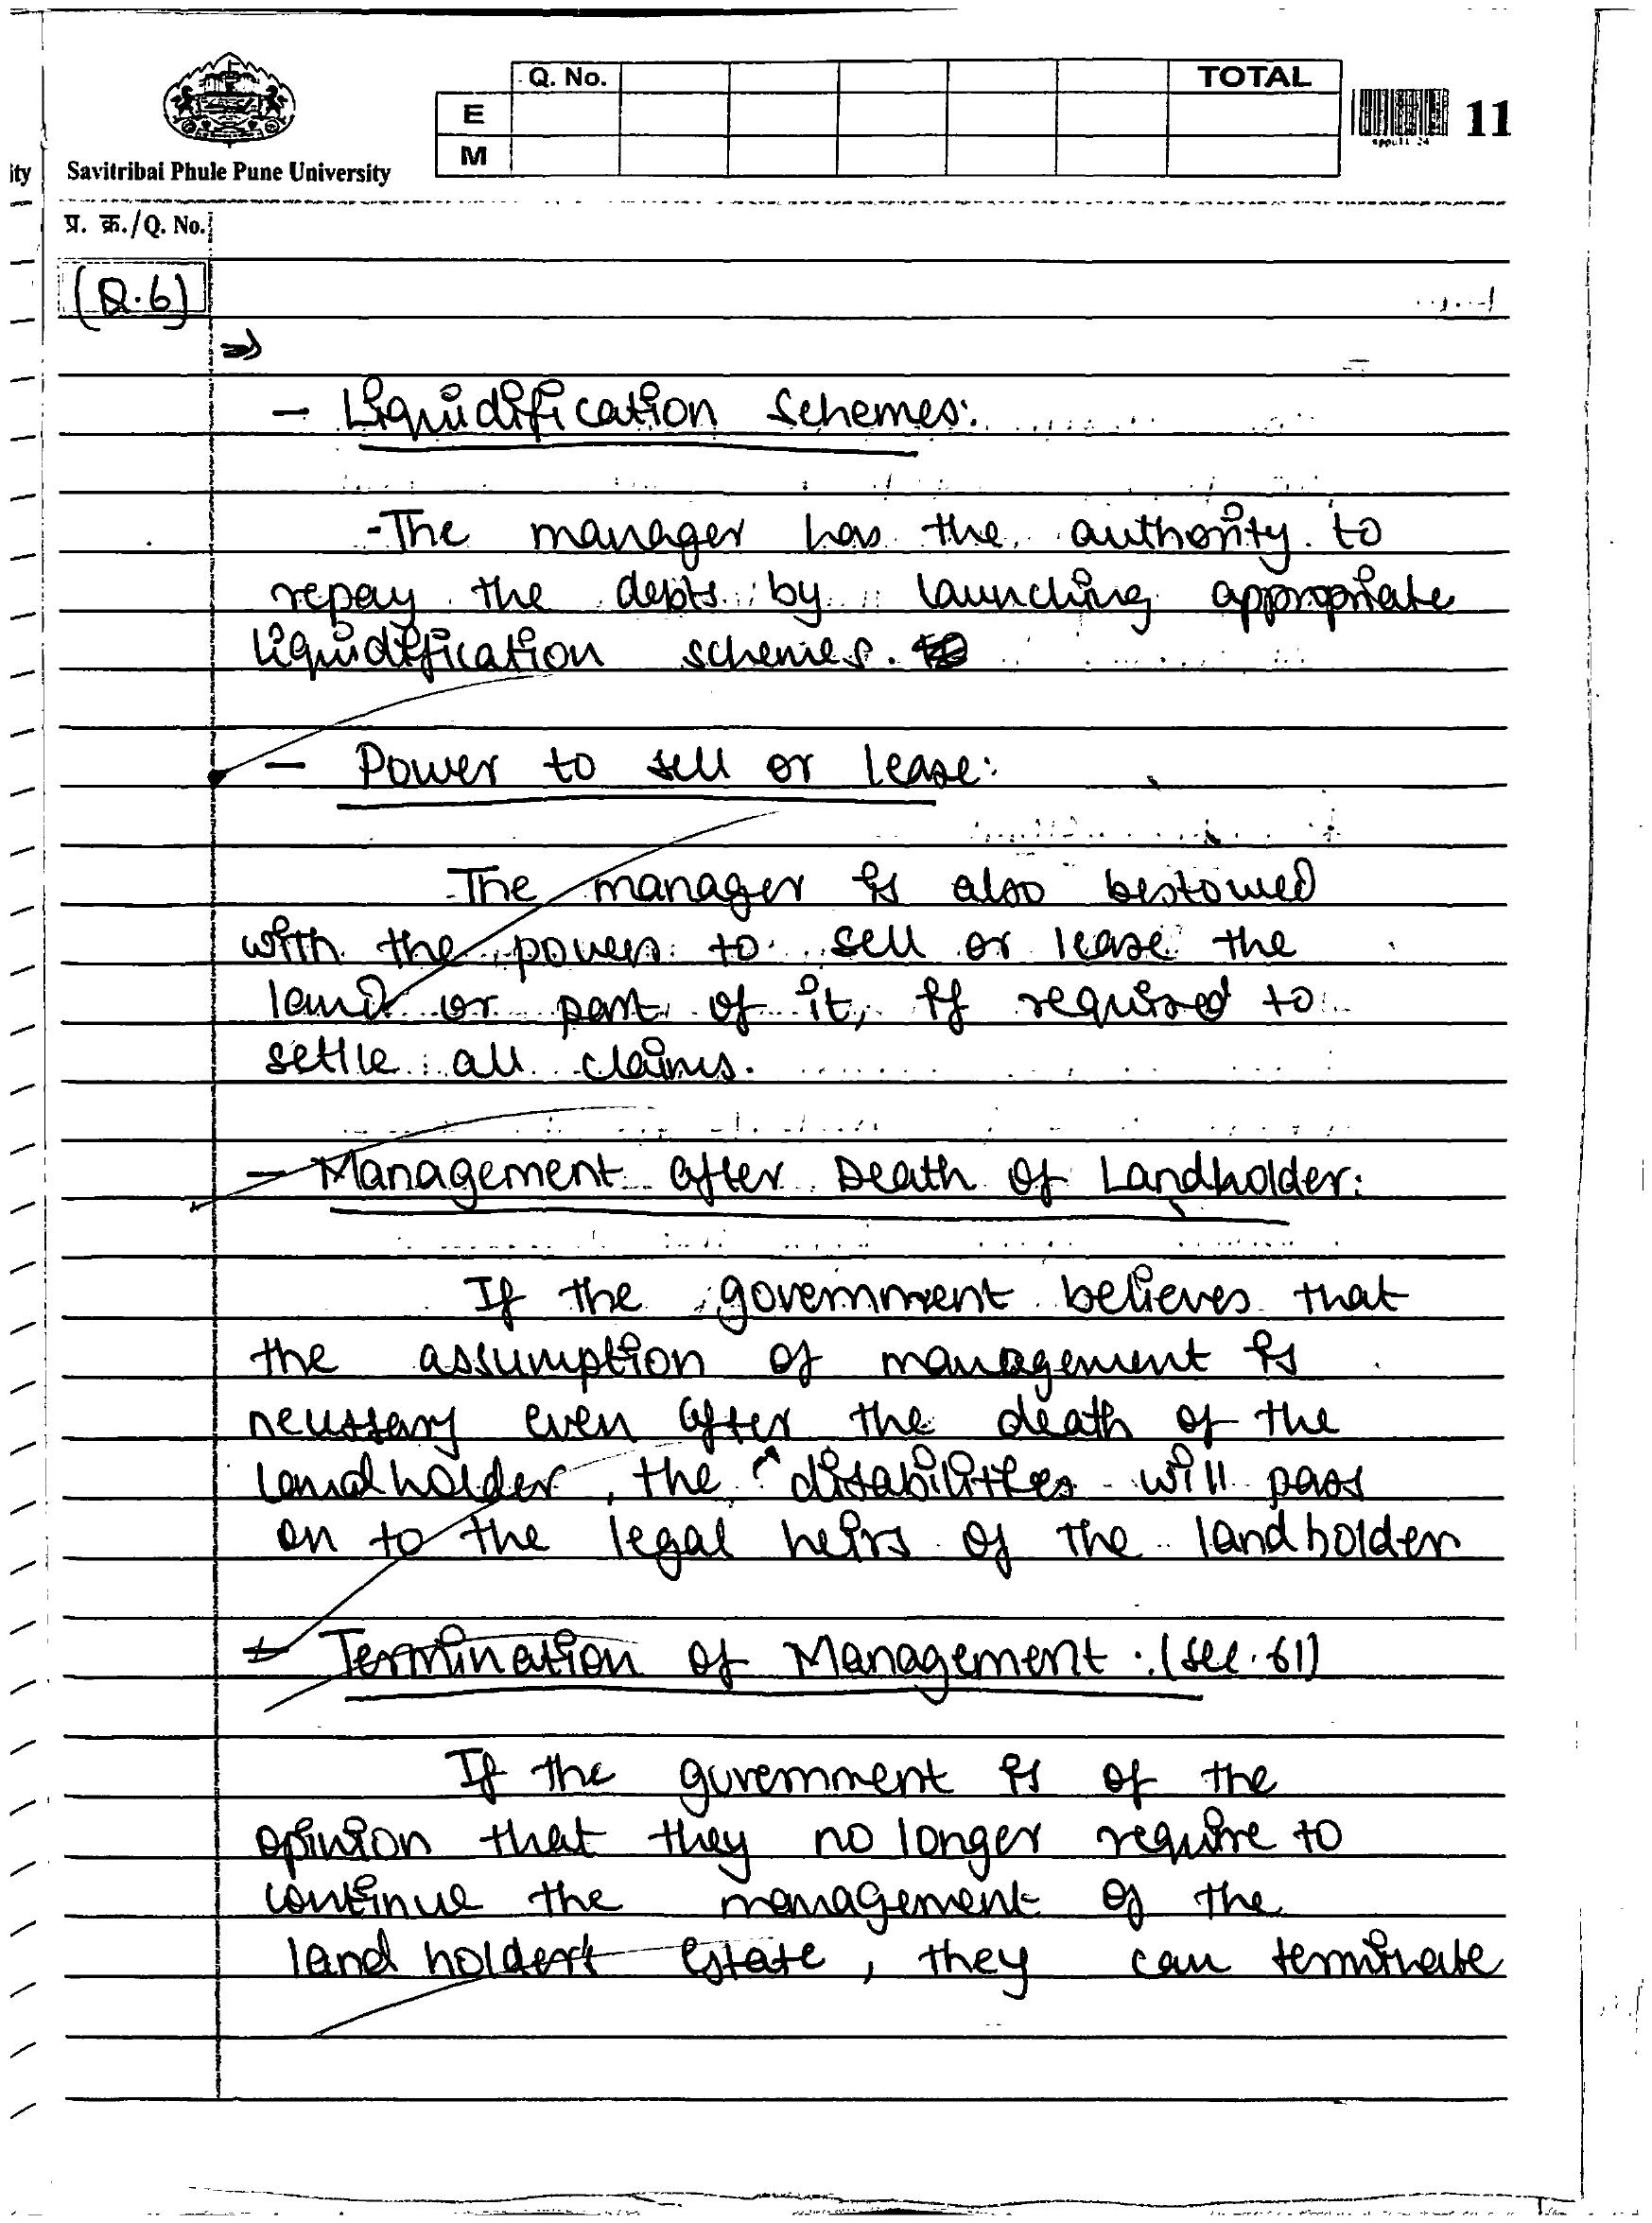 Q. No. TOTAL
E
M
11
ity Savitribai Phule Pune University
प्र. क्र./Q. No.
(Q.6)
⇒
- Liquidification Schemes:
-The manager has the authority to
repay the debts by launching appropriate
liquidification schemes.
- Power to sell or lease:
The manager is also bestowed
with the power to sell or lease the
land or part of it, if required to
settle all claims.
- Management after Death of Landholder:
If the government believes that
the assumption of management is
necessary even after the death of the
landholder, the disabilities will pass
on to the legal heirs of the landholder
- Termination of Management : (sec. 61)
If the government is of the
opinion that they no longer require to
continue the management of the
land holder's estate, they can terminate